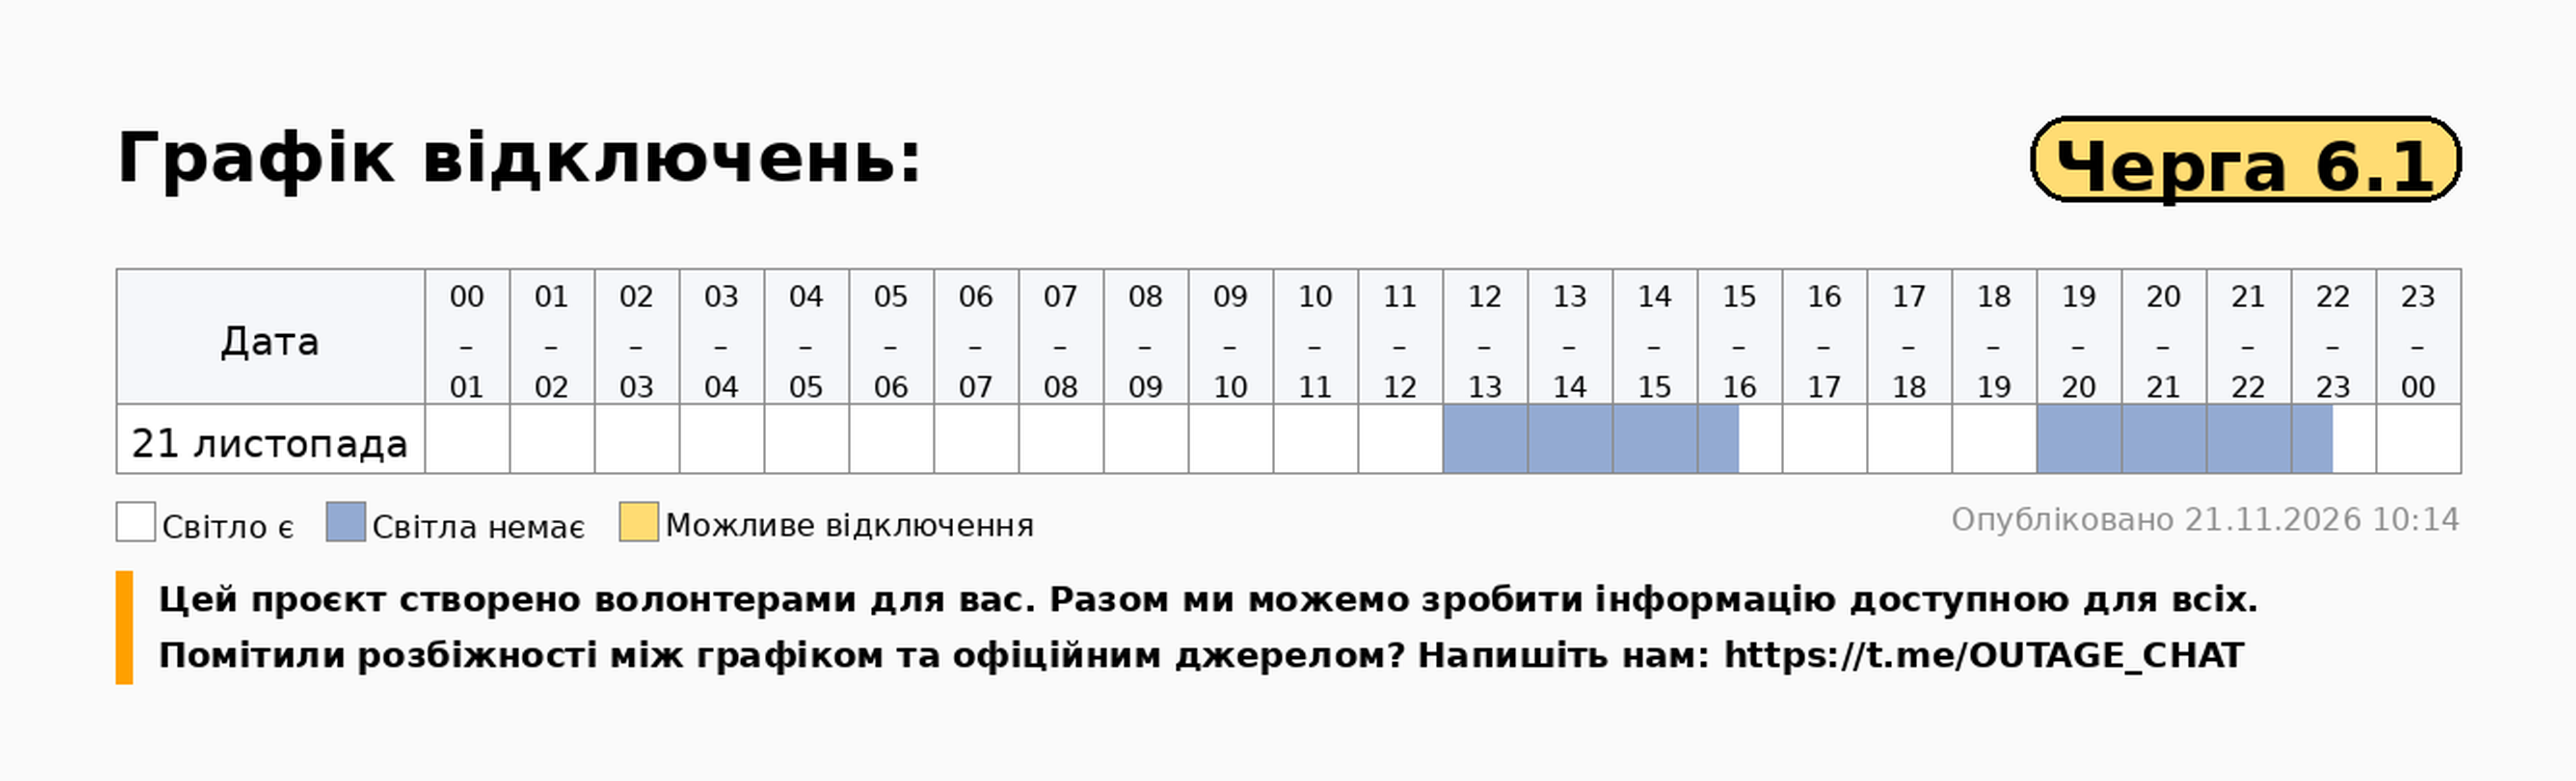 Графік відключень:
Черга 6.1
Дата 00 – 01 01 – 02 02 – 03 03 – 04 04 – 05 05 – 06 06 – 07 07 – 08 08 – 09 09 – 10 10 – 11 11 – 12 12 – 13 13 – 14 14 – 15 15 – 16 16 – 17 17 – 18 18 – 19 19 – 20 20 – 21 21 – 22 22 – 23 23 – 00
21 листопада
Світло є Світла немає Можливе відключення
Опубліковано 21.11.2026 10:14
Цей проєкт створено волонтерами для вас. Разом ми можемо зробити інформацію доступною для всіх.
Помітили розбіжності між графіком та офіційним джерелом? Напишіть нам: https://t.me/OUTAGE_CHAT